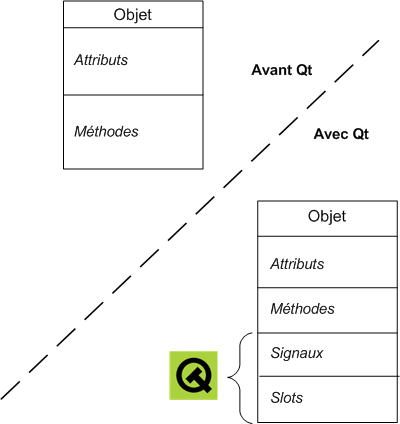 Objet
Attributs
Méthodes
Avant Qt
Avec Qt
Objet
Attributs
Méthodes
Signaux
Slots